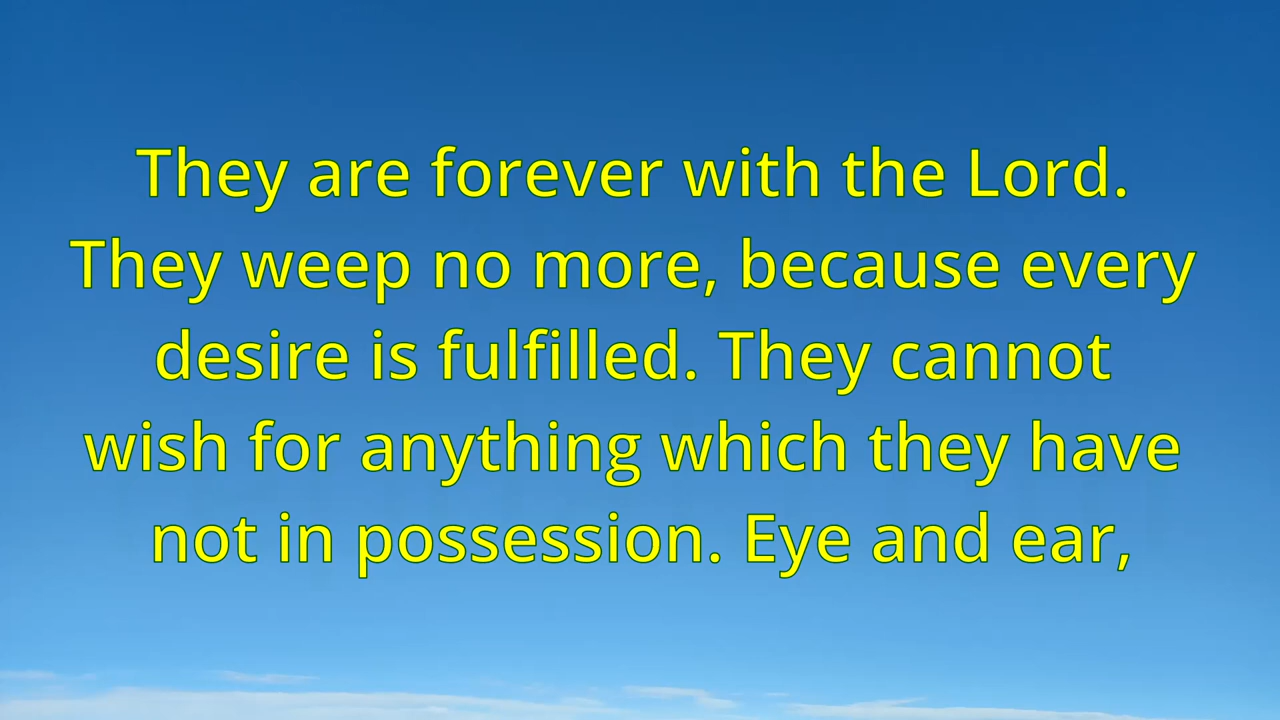 They are forever with the Lord.
They weep no more, because every
desire is fulfilled. They cannot
wish for anything which they have
not in possession. Eye and ear,